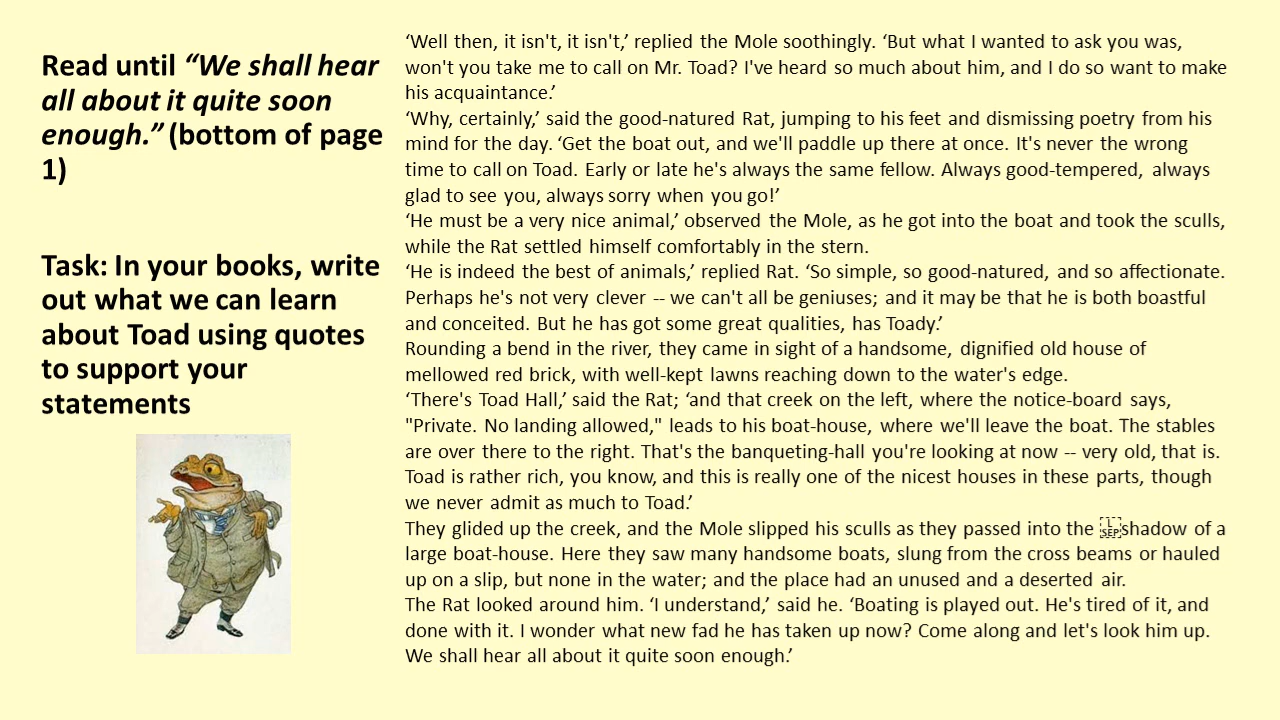 Read until “We shall hear
all about it quite soon
enough.” (bottom of page
1)
Task: In your books, write
out what we can learn
about Toad using quotes
to support your
statements
‘Well then, it isn't, it isn't,’ replied the Mole soothingly. ‘But what I wanted to ask you was,
won't you take me to call on Mr. Toad? I've heard so much about him, and I do so want to make
his acquaintance.’
‘Why, certainly,’ said the good-natured Rat, jumping to his feet and dismissing poetry from his
mind for the day. ‘Get the boat out, and we'll paddle up there at once. It's never the wrong
time to call on Toad. Early or late he's always the same fellow. Always good-tempered, always
glad to see you, always sorry when you go!’
‘He must be a very nice animal,’ observed the Mole, as he got into the boat and took the sculls,
while the Rat settled himself comfortably in the stern.
‘He is indeed the best of animals,’ replied Rat. ‘So simple, so good-natured, and so affectionate.
Perhaps he's not very clever -- we can't all be geniuses; and it may be that he is both boastful
and conceited. But he has got some great qualities, has Toady.’
Rounding a bend in the river, they came in sight of a handsome, dignified old house of
mellowed red brick, with well-kept lawns reaching down to the water's edge.
‘There's Toad Hall,’ said the Rat; ‘and that creek on the left, where the notice-board says,
"Private. No landing allowed," leads to his boat-house, where we'll leave the boat. The stables
are over there to the right. That's the banqueting-hall you're looking at now -- very old, that is.
Toad is rather rich, you know, and this is really one of the nicest houses in these parts, though
we never admit as much to Toad.’
They glided up the creek, and the Mole slipped his sculls as they passed into the L SEP shadow of a
large boat-house. Here they saw many handsome boats, slung from the cross beams or hauled
up on a slip, but none in the water; and the place had an unused and a deserted air.
The Rat looked around him. ‘I understand,’ said he. ‘Boating is played out. He's tired of it, and
done with it. I wonder what new fad he has taken up now? Come along and let's look him up.
We shall hear all about it quite soon enough.’